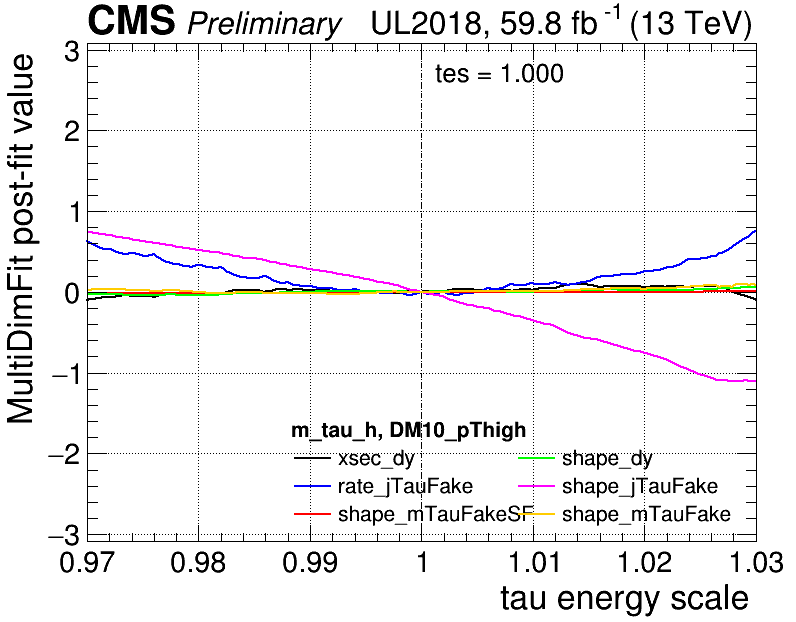 CMS Preliminary UL2018, 59.8 fb⁻¹ (13 TeV)
tes = 1.000
MultiDimFit post-fit value
3
2
1
0
−1
−2
−3
m_tau_h, DM10_pThigh
xsec_dy shape_dy
rate_jTauFake shape_jTauFake
shape_mTauFakeSF shape_mTauFake
0.97 0.98 0.99 1 1.01 1.02 1.03
tau energy scale